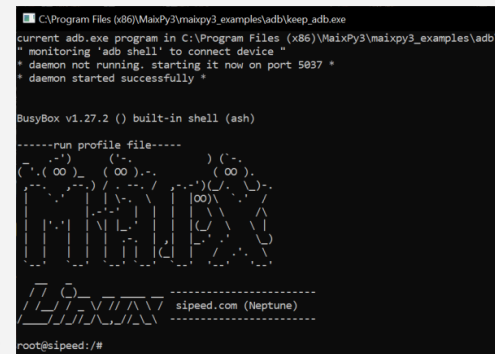 C:\Program Files (x86)\MaixPy3\maixpy3_examples\adb\keep_adb.exe
current adb.exe program in C:\Program Files (x86)\MaixPy3\maixpy3_examples\adb
" monitoring 'adb shell' to connect device "
* daemon not running. starting it now on port 5037 *
* daemon started successfully *
BusyBox v1.27.2 () built-in shell (ash)
------run profile file-----
MAIX
Linux
sipeed.com (Neptune)
root@sipeed:/#